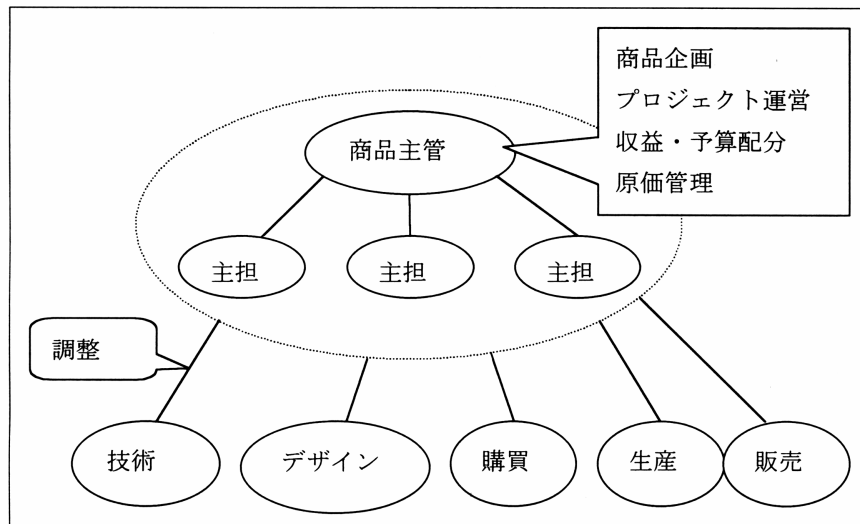 商品企画
プロジェクト運営
収益・予算配分
原価管理
商品主管
主担
主担
主担
調整
技術
デザイン
購買
生産
販売